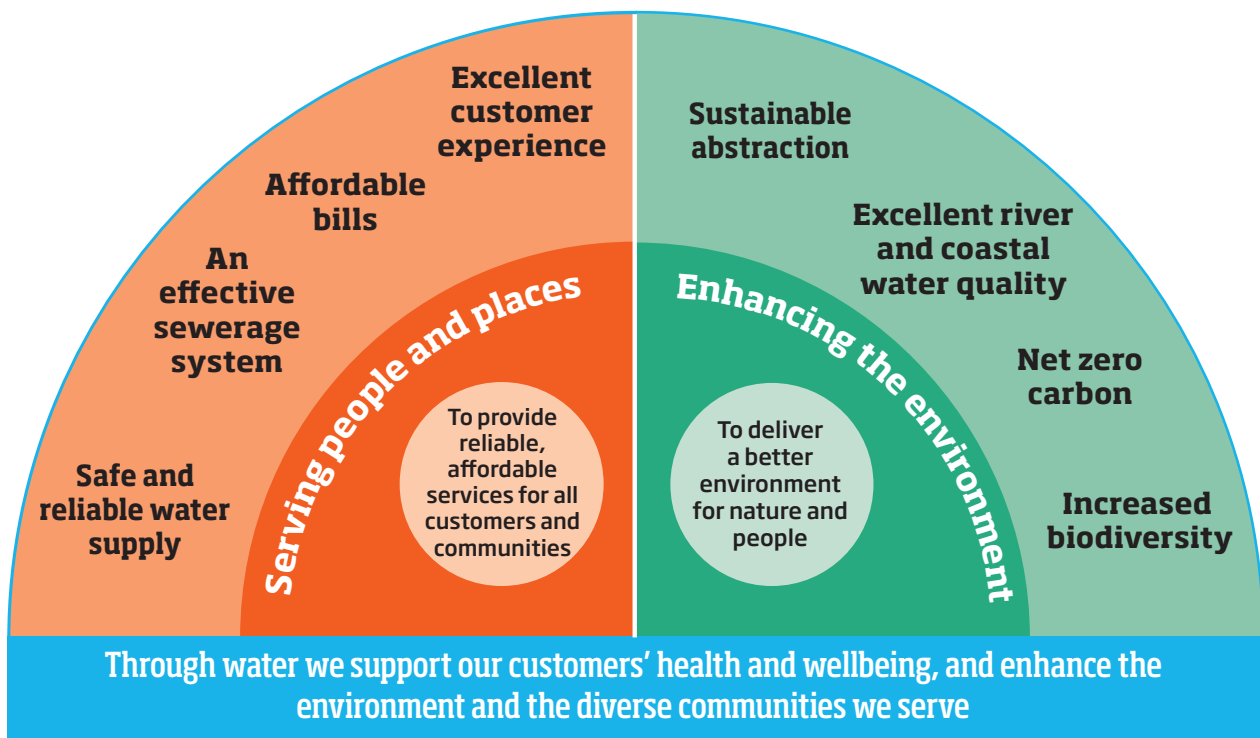 Excellent
customer
experience
Affordable
bills
An
effective
sewerage
system
Safe and
reliable water
supply
Serving people and places
To provide
reliable,
affordable
services for all
customers and
communities
Sustainable
abstraction
Excellent river
and coastal
water quality
Net zero
carbon
Increased
biodiversity
Enhancing the environment
To deliver
a better
environment
for nature and
people
Through water we support our customers’ health and wellbeing, and enhance the
environment and the diverse communities we serve